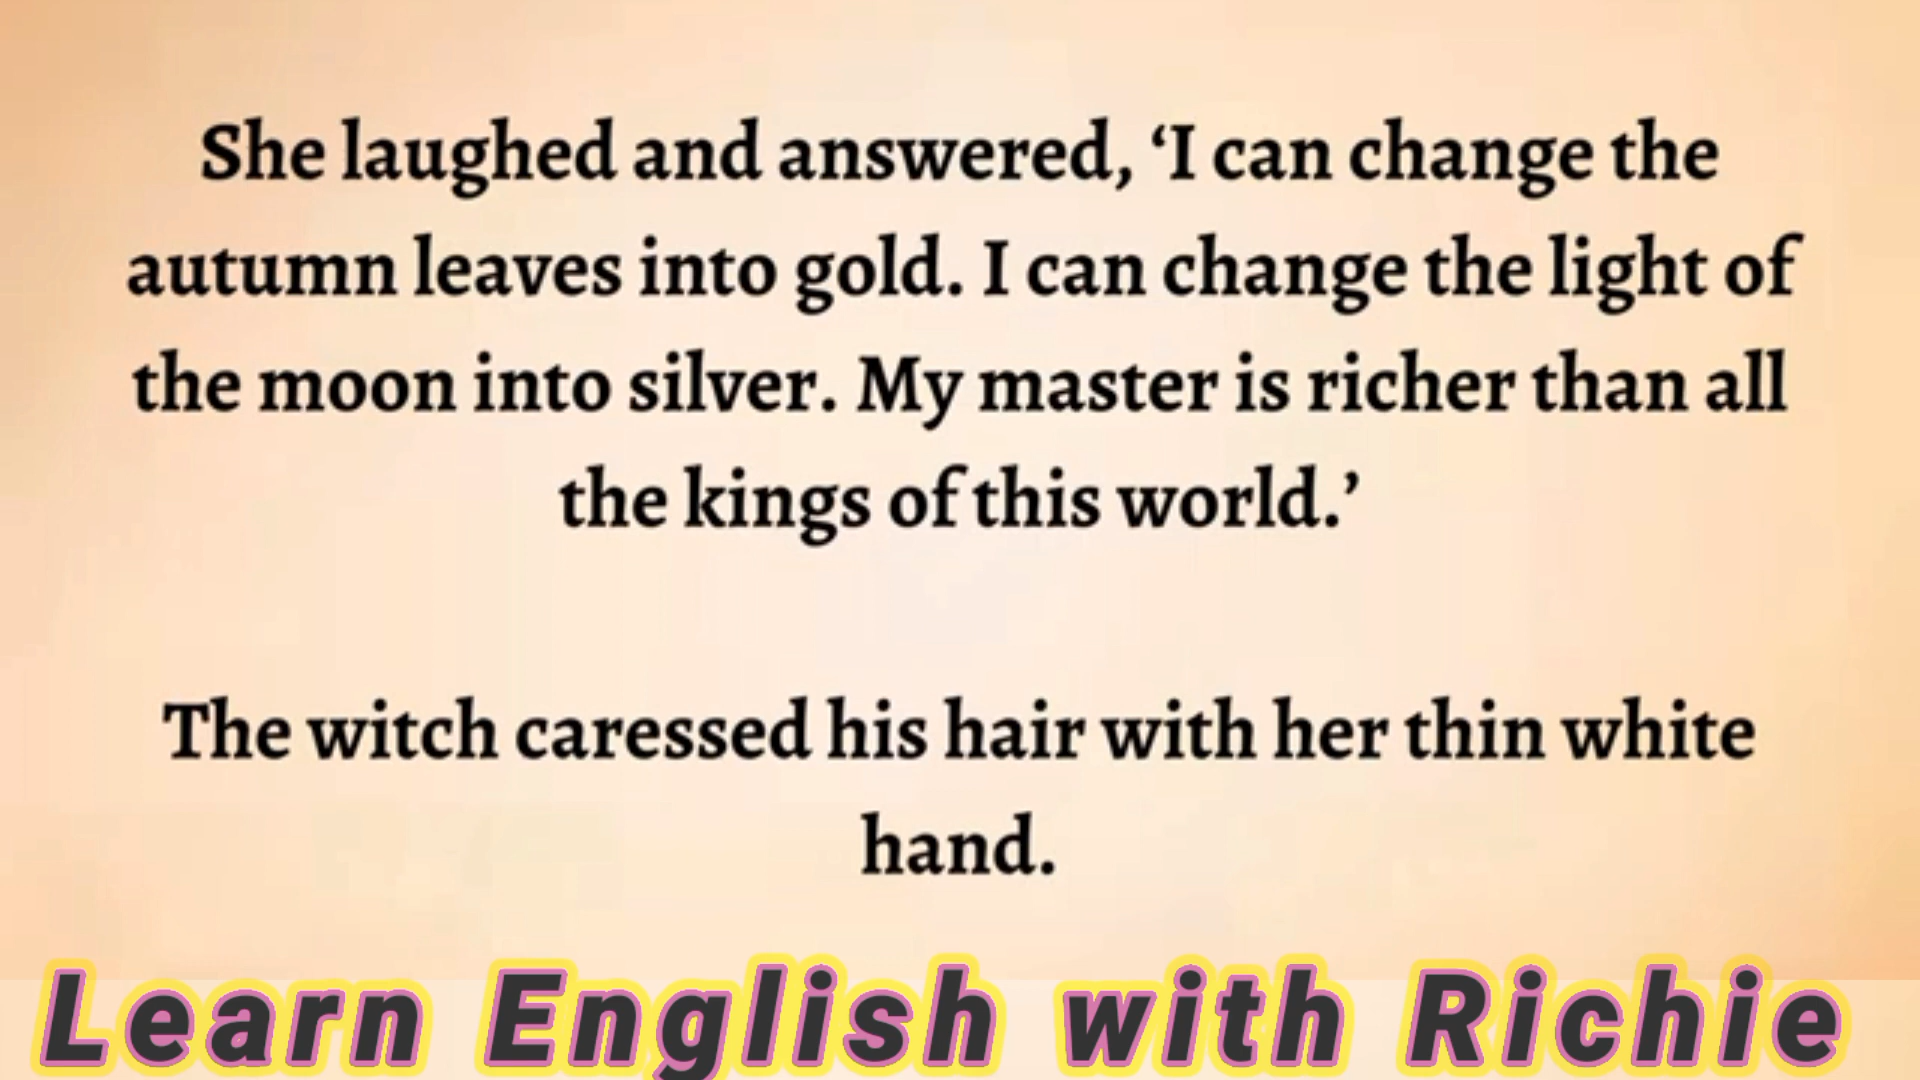 She laughed and answered, ‘I can change the
autumn leaves into gold. I can change the light of
the moon into silver. My master is richer than all
the kings of this world.’
The witch caressed his hair with her thin white
hand.
Learn English with Richie